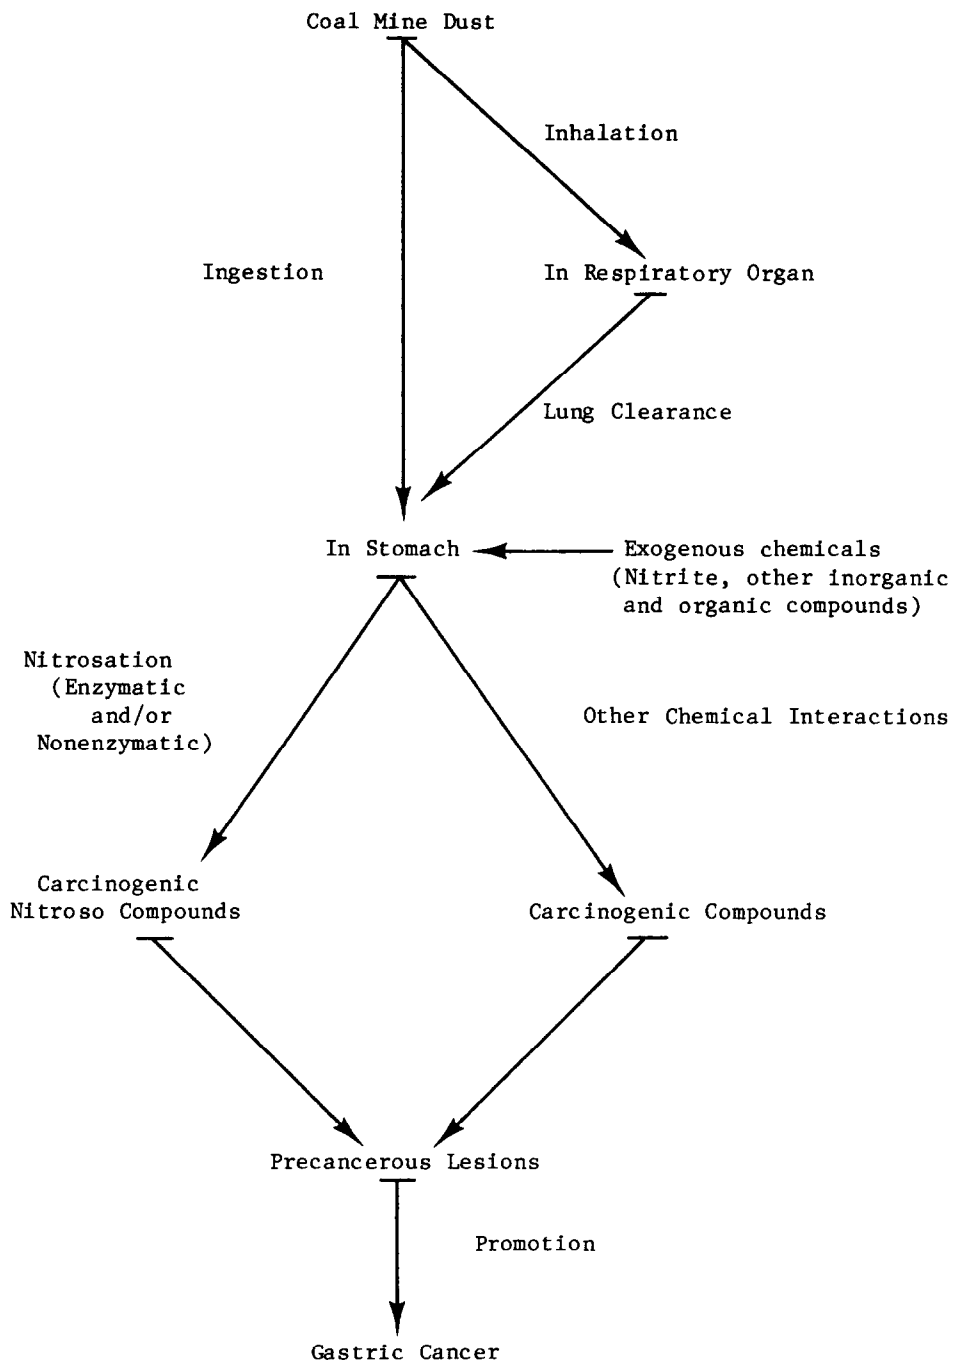 Coal Mine Dust
Inhalation
Ingestion
In Respiratory Organ
Lung Clearance
In Stomach
Exogenous chemicals
(Nitrite, other inorganic
and organic compounds)
Nitrosation
(Enzymatic
and/or
Nonenzymatic)
Other Chemical Interactions
Carcinogenic
Nitroso Compounds
Carcinogenic Compounds
Precancerous Lesions
Promotion
Gastric Cancer